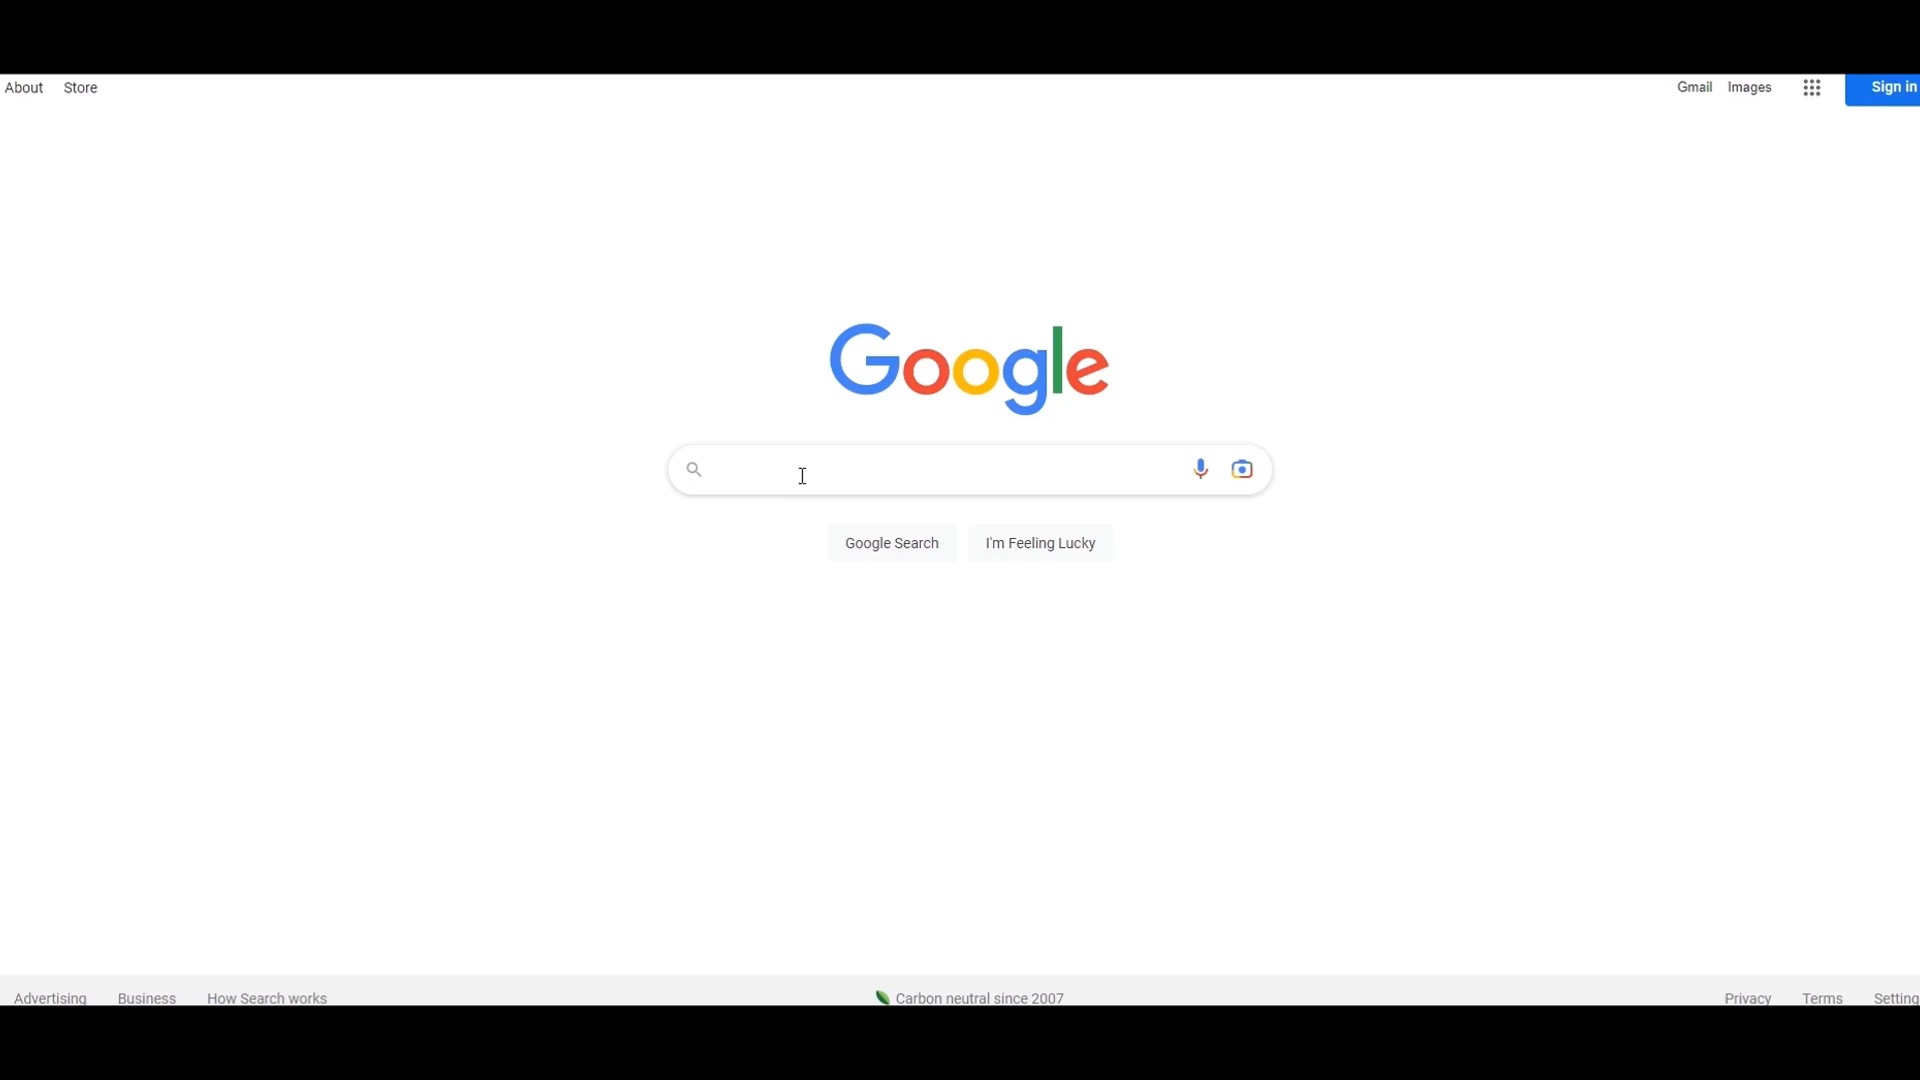 About Store Gmail Images Sign in
Google
Google Search I'm Feeling Lucky
Advertising Business How Search works Carbon neutral since 2007 Privacy Terms Setting